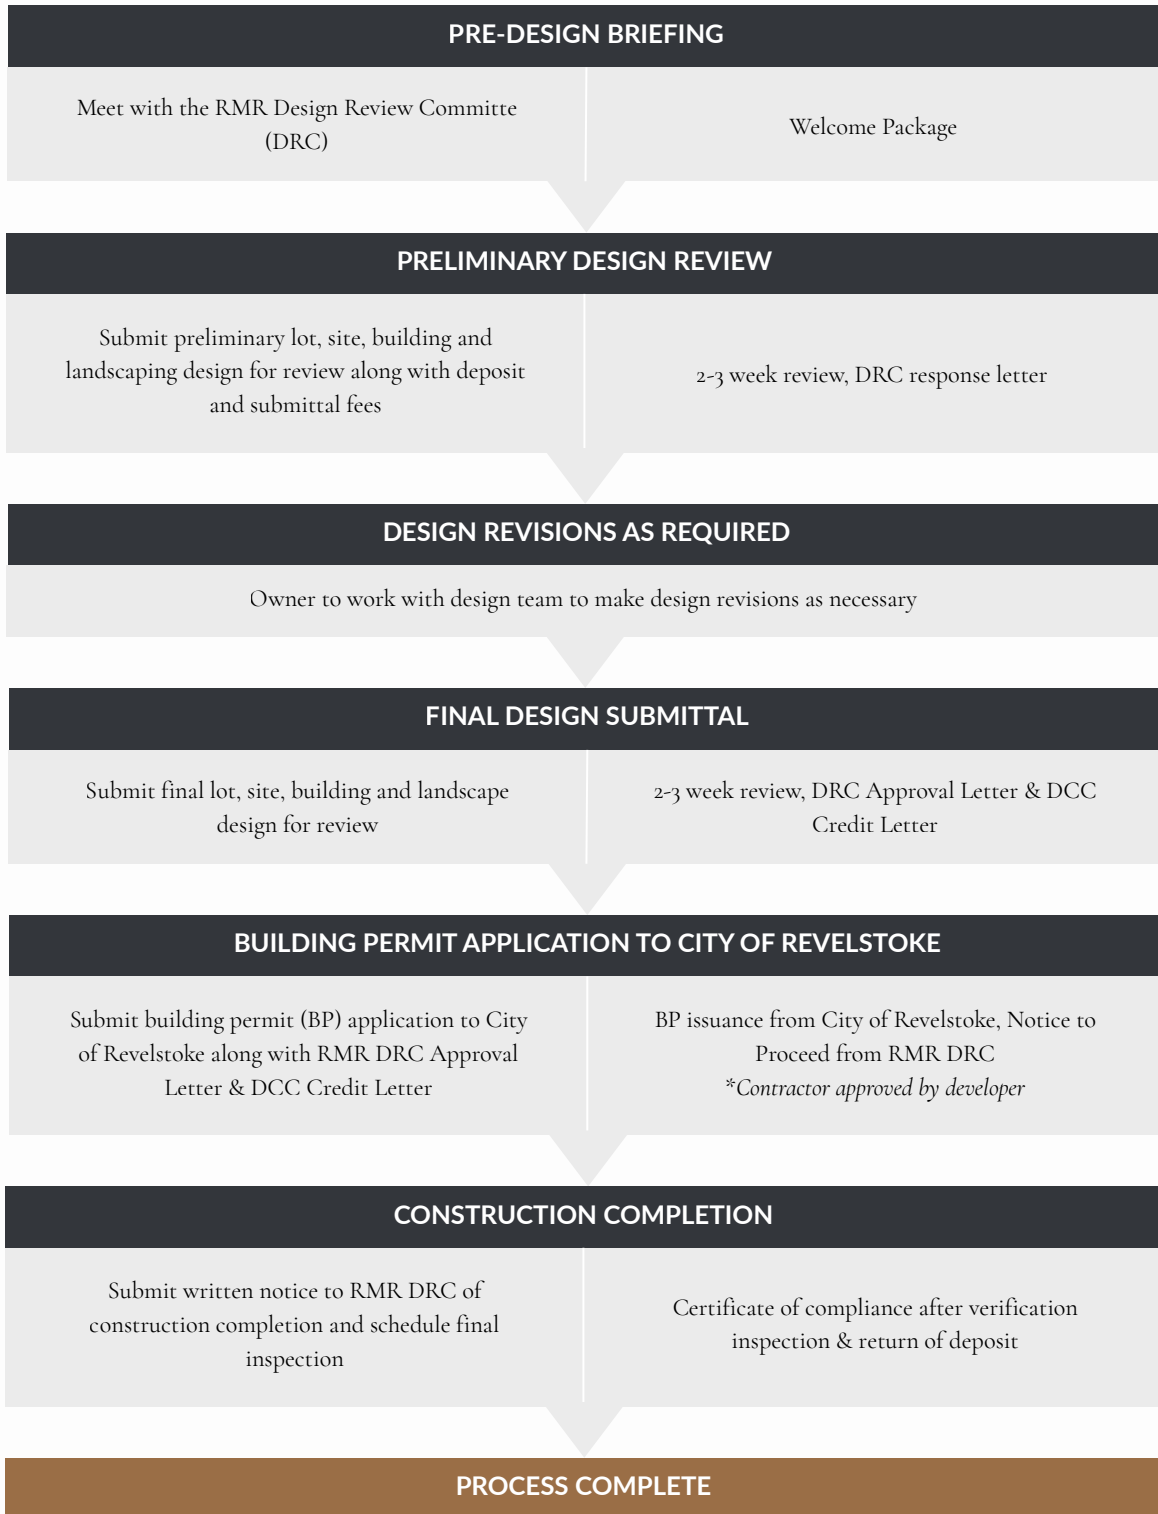 PRE-DESIGN BRIEFING
Meet with the RMR Design Review Committe
(DRC)
Welcome Package
PRELIMINARY DESIGN REVIEW
Submit preliminary lot, site, building and
landscaping design for review along with deposit
and submittal fees
2-3 week review, DRC response letter
DESIGN REVISIONS AS REQUIRED
Owner to work with design team to make design revisions as necessary
FINAL DESIGN SUBMITTAL
Submit final lot, site, building and landscape
design for review
2-3 week review, DRC Approval Letter & DCC
Credit Letter
BUILDING PERMIT APPLICATION TO CITY OF REVELSTOKE
Submit building permit (BP) application to City
of Revelstoke along with RMR DRC Approval
Letter & DCC Credit Letter
BP issuance from City of Revelstoke, Notice to
Proceed from RMR DRC
*Contractor approved by developer
CONSTRUCTION COMPLETION
Submit written notice to RMR DRC of
construction completion and schedule final
inspection
Certificate of compliance after verification
inspection & return of deposit
PROCESS COMPLETE